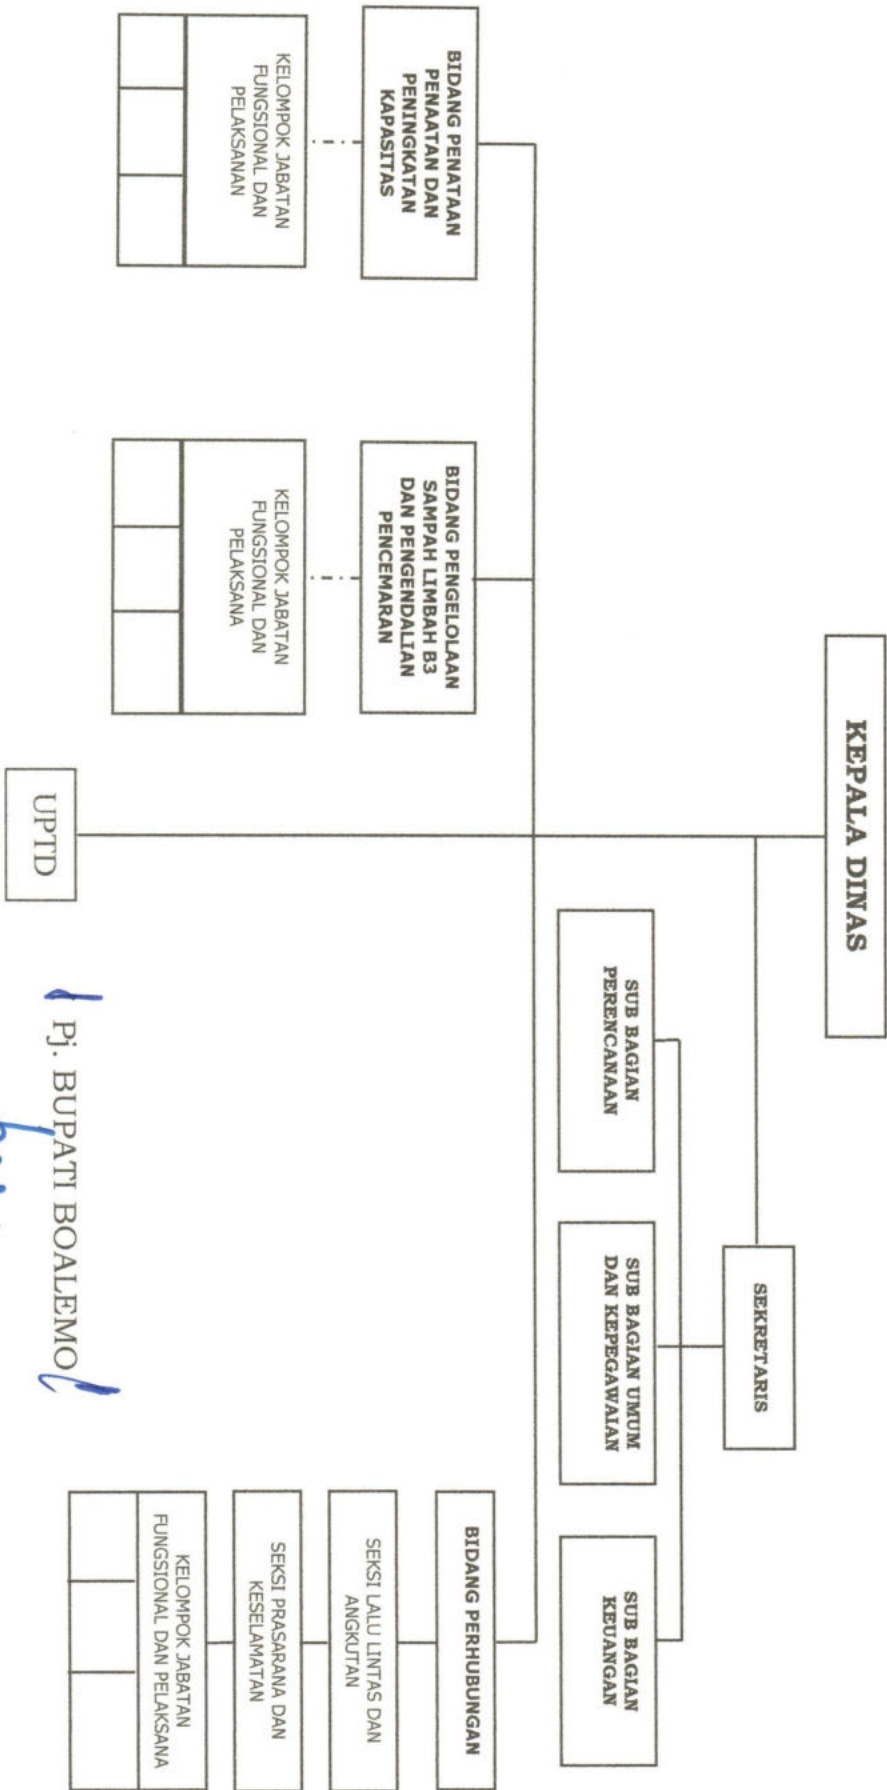 KEPALA DINAS
SEKRETARIS
SUB BAGIAN
PERENCANAAN
SUB BAGIAN UMUM
DAN KEPEGAWAIAN
SUB BAGIAN
KEUANGAN
BIDANG PENATAAN
PENAATAN DAN
PENINGKATAN
KAPASITAS
KELOMPOK JABATAN
FUNGSIONAL DAN
PELAKSANAN
BIDANG PENGELOLAAN
SAMPAH LIMBAH B3
DAN PENGENDALIAN
PENCEMARAN
KELOMPOK JABATAN
FUNGSIONAL DAN
PELAKSANA
BIDANG PERHUBUNGAN
SEKSI LALU LINTAS DAN
ANGKUTAN
SEKSI PRASARANA DAN
KESELAMATAN
KELOMPOK JABATAN
FUNGSIONAL DAN PELAKSANA
UPTD
Pj. BUPATI BOALEMO